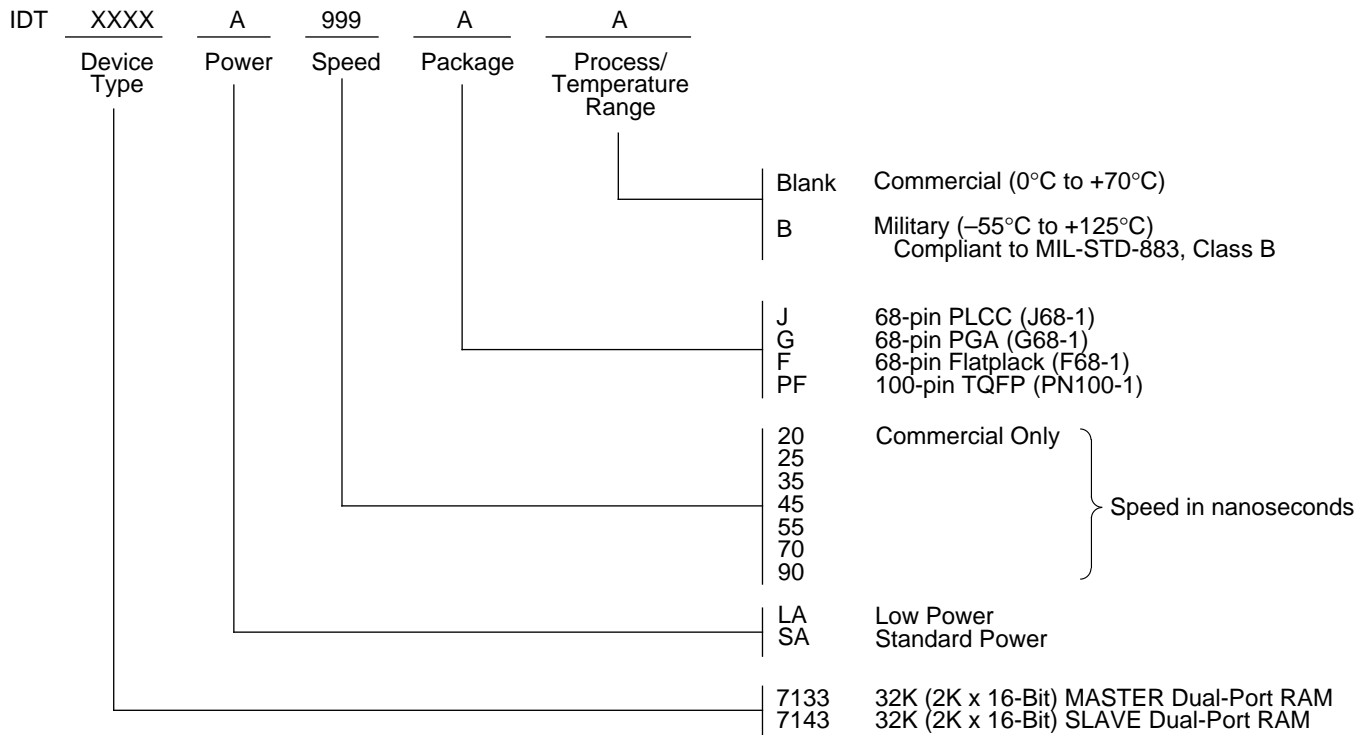 IDT XXXX A 999 A A
Device Type Power Speed Package Process/ Temperature Range
Blank Commercial (0°C to +70°C)
B Military (–55°C to +125°C)
Compliant to MIL-STD-883, Class B
J 68-pin PLCC (J68-1)
G 68-pin PGA (G68-1)
F 68-pin Flatplack (F68-1)
PF 100-pin TQFP (PN100-1)
20 Commercial Only
25
35
45 Speed in nanoseconds
55
70
90
LA Low Power
SA Standard Power
7133 32K (2K x 16-Bit) MASTER Dual-Port RAM
7143 32K (2K x 16-Bit) SLAVE Dual-Port RAM